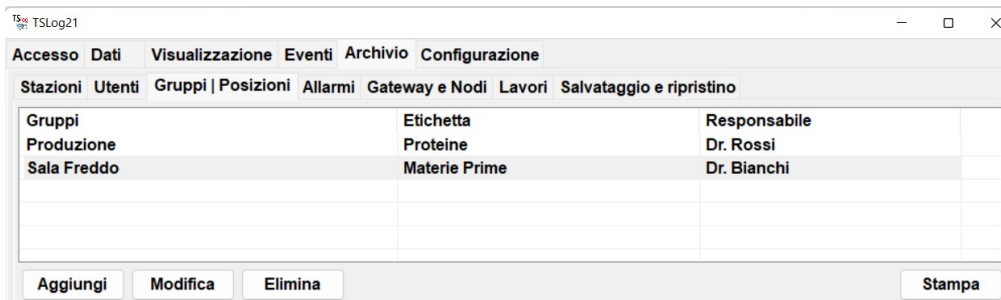 TSLog21
Accesso Dati Visualizzazione Eventi Archivio Configurazione
Stazioni Utenti Gruppi | Posizioni Allarmi Gateway e Nodi Lavori Salvataggio e ripristino
Gruppi Etichetta Responsabile
Produzione Proteine Dr. Rossi
Sala Freddo Materie Prime Dr. Bianchi
Aggiungi Modifica Elimina Stampa